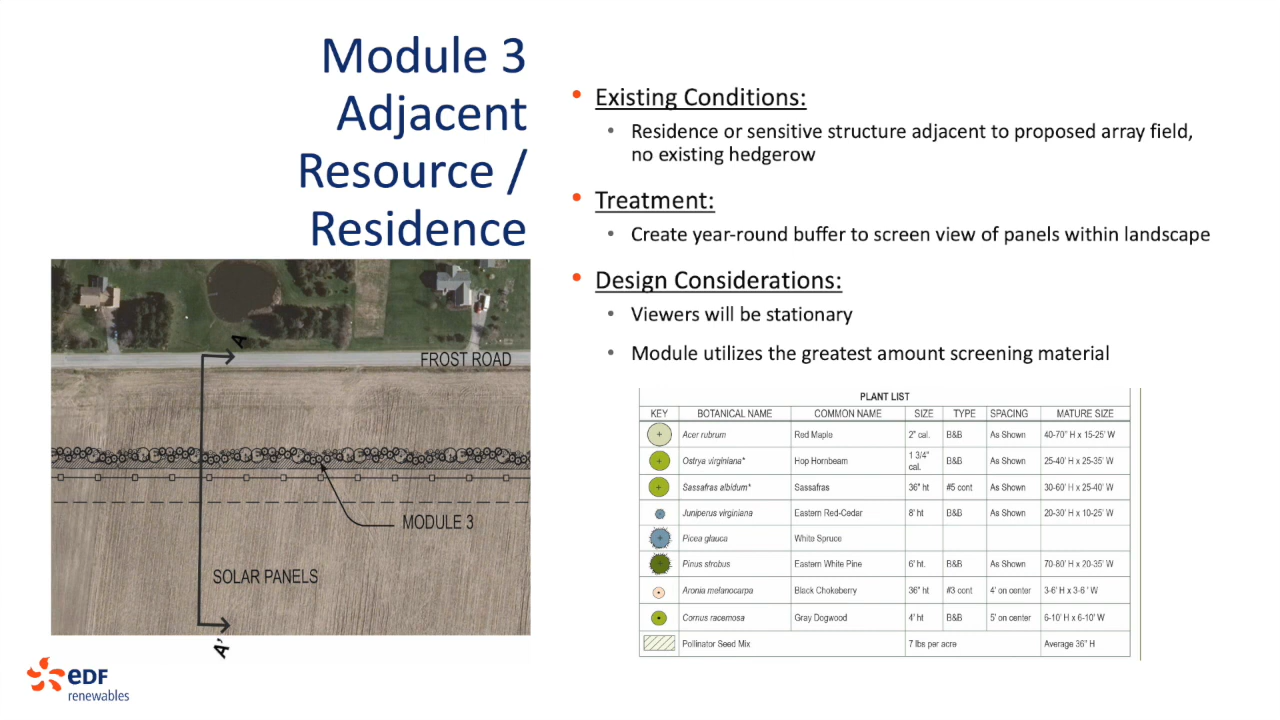 Module 3
Adjacent
Resource /
Residence
• Existing Conditions:
• Residence or sensitive structure adjacent to proposed array field,
no existing hedgerow
• Treatment:
• Create year-round buffer to screen view of panels within landscape
• Design Considerations:
• Viewers will be stationary
• Module utilizes the greatest amount screening material
A
FROST ROAD
MODULE 3
SOLAR PANELS
A'
PLANT LIST
KEY BOTANICAL NAME COMMON NAME SIZE TYPE SPACING MATURE SIZE
Acer rubrum Red Maple 2" cal. B&B As Shown 40-70" H x 15-25' W
Ostrya virginiana* Hop Hornbeam 1 3/4" cal. B&B As Shown 25-40' H x 25-35' W
Sassafras albidum* Sassafras 36" ht #5 cont As Shown 30-60' H x 25-40' W
Juniperus virginiana Eastern Red-Cedar 8' ht B&B As Shown 20-30' H x 10-25' W
Picea glauca White Spruce
Pinus strobus Eastern White Pine 6' ht. B&B As Shown 70-80' H x 20-35' W
Aronia melanocarpa Black Chokeberry 36" ht #3 cont 4' on center 3-6' H x 3-6 ' W
Cornus racemosa Gray Dogwood 4' ht B&B 5' on center 6-10' H x 6-10' W
Pollinator Seed Mix 7 lbs per acre Average 36" H
eDF
renewables